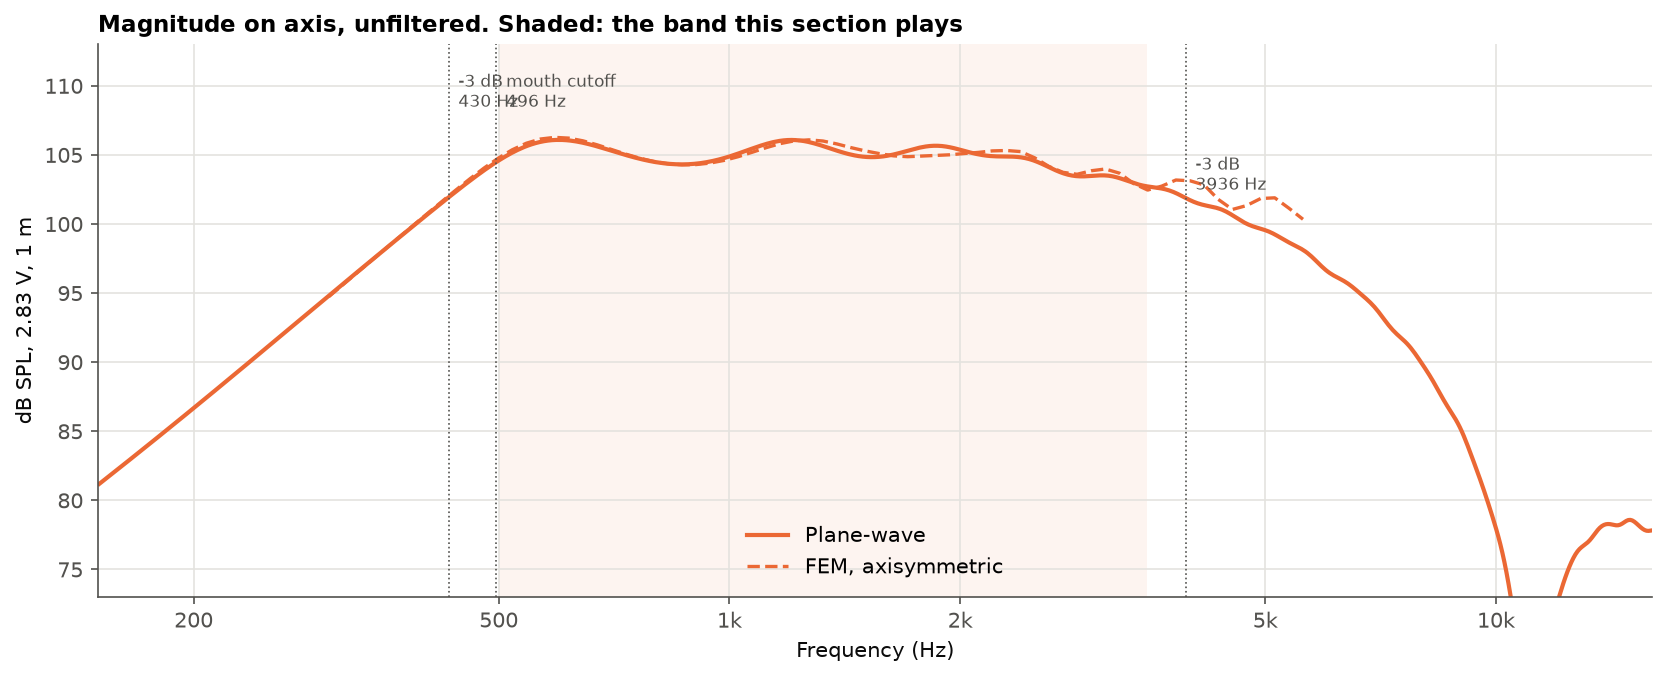 Magnitude on axis, unfiltered. Shaded: the band this section plays
dB SPL, 2.83 V, 1 m
110
105
100
95
90
85
80
75
-3 dB
430 Hz
mouth cutoff
496 Hz
-3 dB
3936 Hz
Plane-wave
FEM, axisymmetric
200
500
1k
2k
5k
10k
Frequency (Hz)